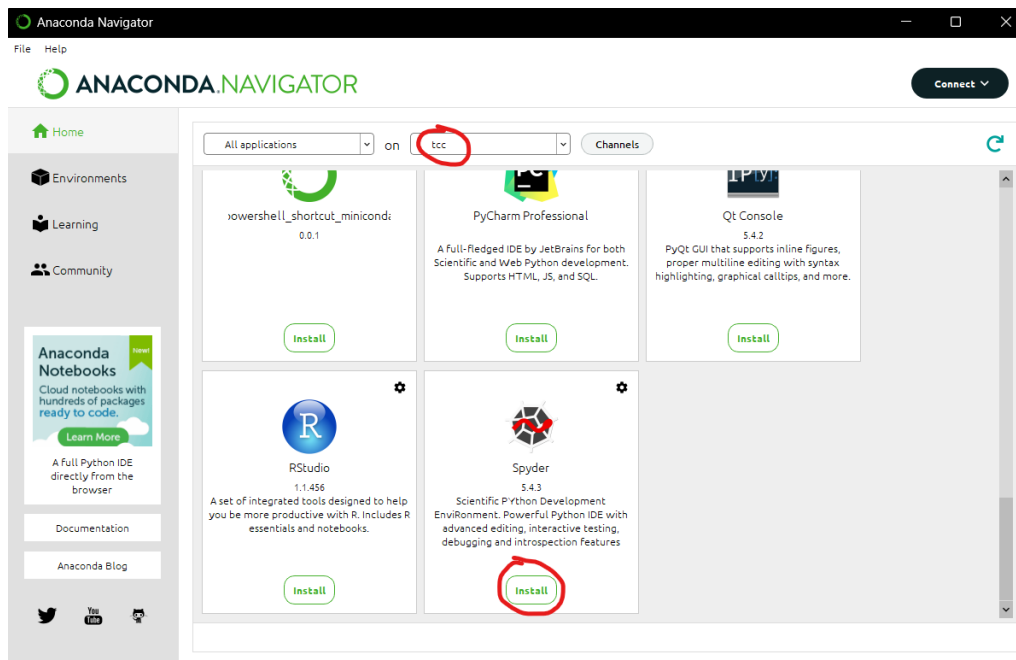 Anaconda Navigator
File Help
ANACONDA.NAVIGATOR
Connect
Home
Environments
Learning
Community
All applications
on
tcc
Channels
powershell_shortcut_miniconda
0.0.1
Install
PyCharm Professional
A full-fledged IDE by JetBrains for both
Scientific and Web Python development.
Supports HTML, JS, and SQL.
Install
IP[y]:
Qt Console
5.4.2
PyQt GUI that supports inline figures,
proper multiline editing with syntax
highlighting, graphical calltips, and more.
Install
R
RStudio
1.1.456
A set of integrated tools designed to help
you be more productive with R. Includes R
essentials and notebooks.
Install
Spyder
5.4.3
Scientific PYthon Development
EnviRonment. Powerful Python IDE with
advanced editing, interactive testing,
debugging and introspection features
Install
New!
Anaconda
Notebooks
Cloud notebooks with
hundreds of packages
ready to code.
Learn More
A full Python IDE
directly from the
browser
Documentation
Anaconda Blog
You
Tube